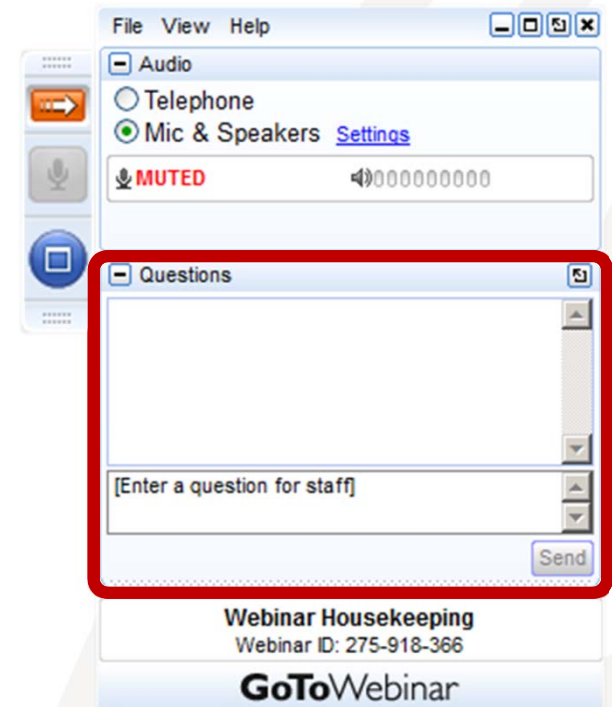 File View Help
Audio
Telephone
Mic & Speakers Settings
MUTED 000000000
Questions
[Enter a question for staff]
Send
Webinar Housekeeping
Webinar ID: 275-918-366
GoToWebinar